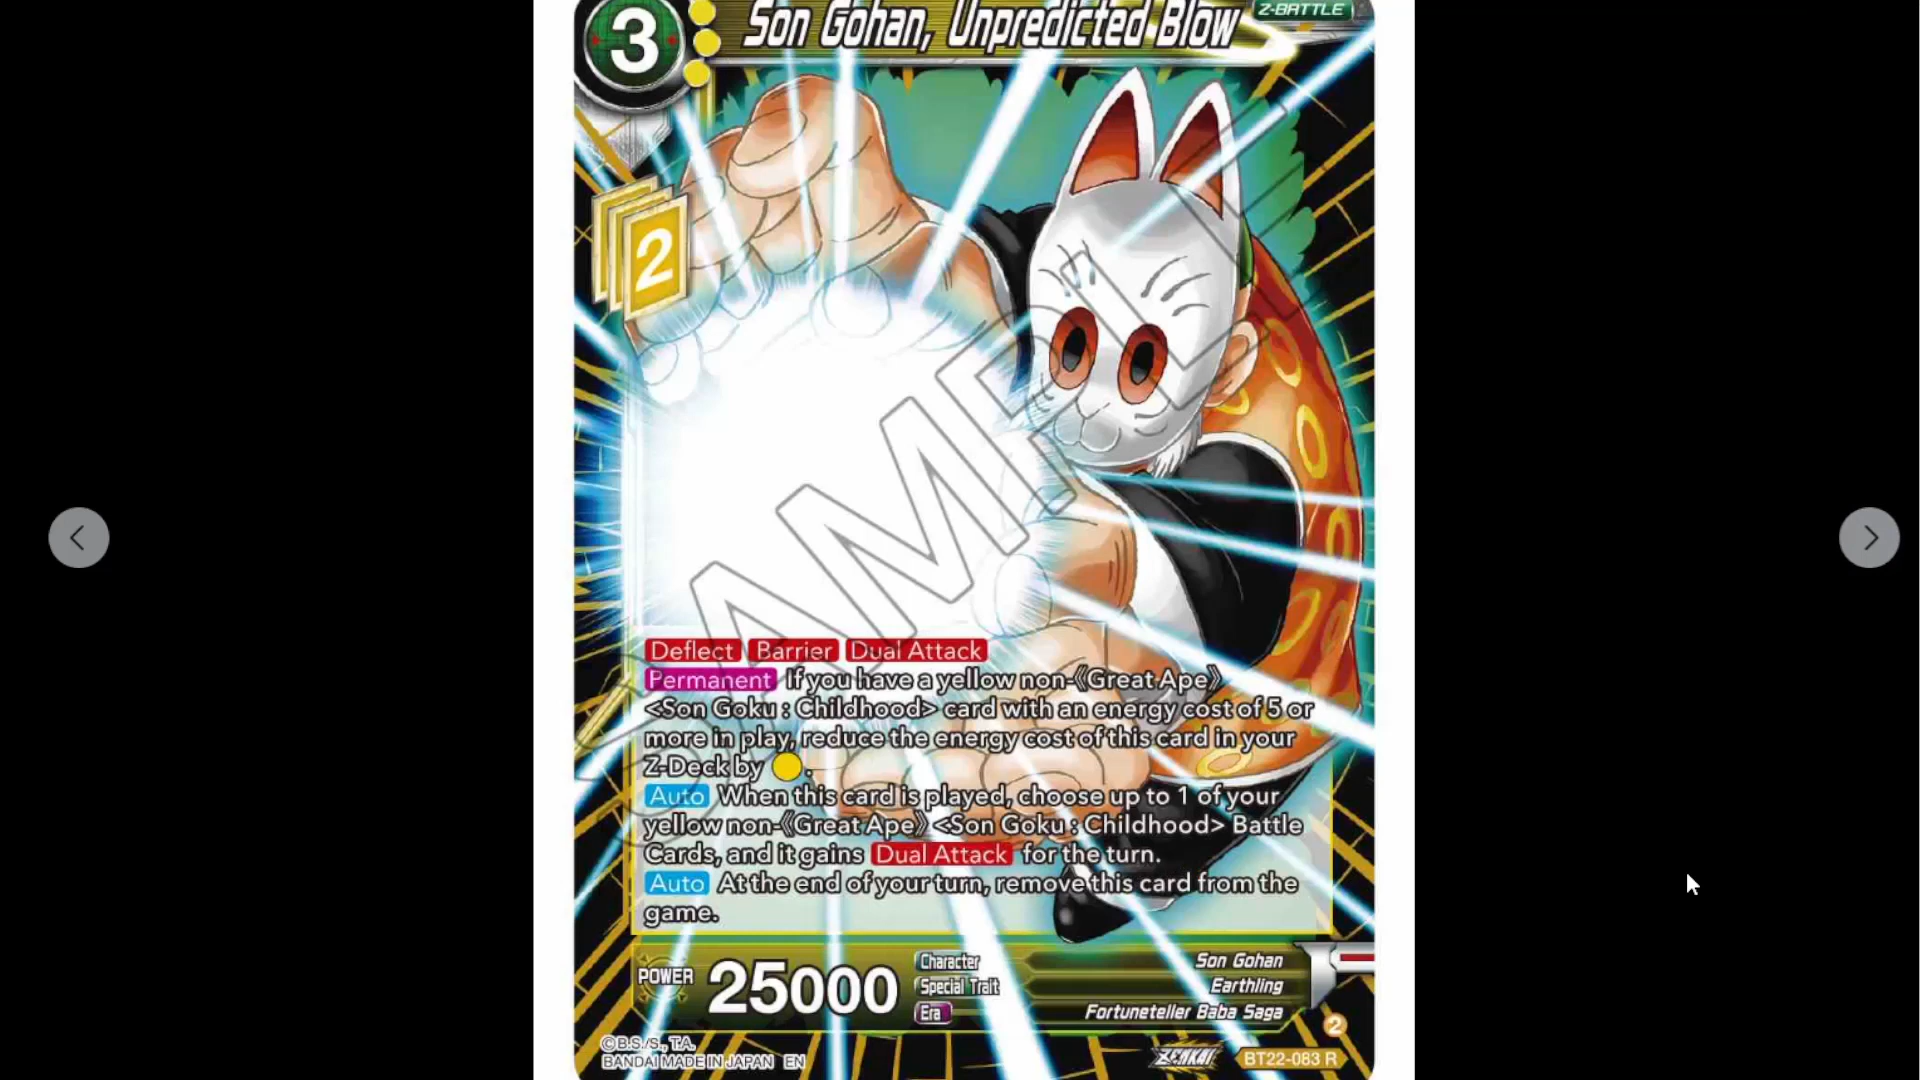 3
Son Gohan, Unpredicted Blow
Z-BATTLE
2
SAMPLE
Deflect Barrier Dual Attack
Permanent If you have a yellow non-《Great Ape》
<Son Goku : Childhood> card with an energy cost of 5 or
more in play, reduce the energy cost of this card in your
Z-Deck by .
Auto When this card is played, choose up to 1 of your
yellow non-《Great Ape》 <Son Goku : Childhood> Battle
Cards, and it gains Dual Attack for the turn.
Auto At the end of your turn, remove this card from the
game.
POWER 25000
Character Son Gohan
Special Trait Earthling
Era Fortuneteller Baba Saga
2
©B.S./S., T.A.
BANDAI MADE IN JAPAN EN
ZENKAI
BT22-083 R